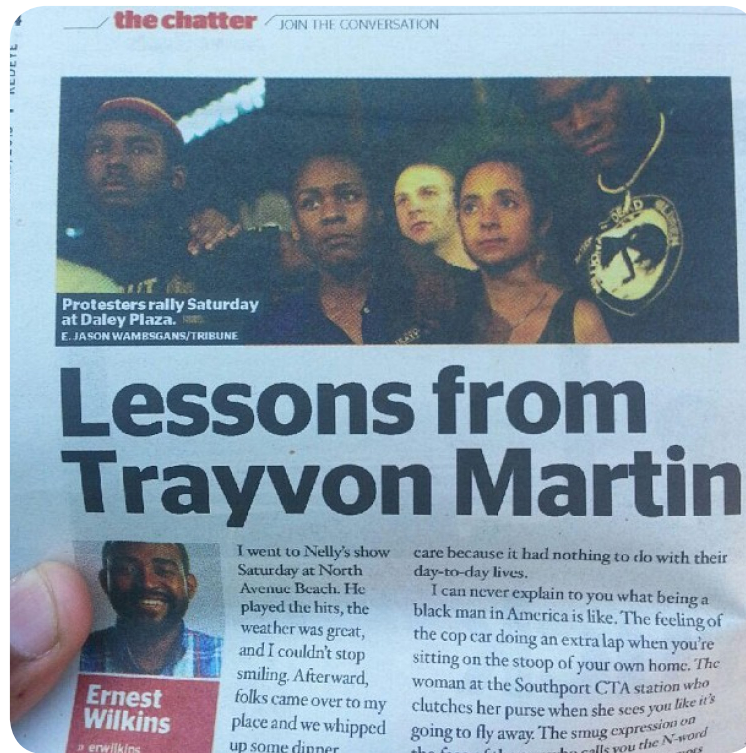 the chatter JOIN THE CONVERSATION
REDEYE
Protesters rally Saturday
at Daley Plaza.
E. JASON WAMBSGANS/TRIBUNE
Lessons from
Trayvon Martin
Ernest
Wilkins
» erwilkins
I went to Nelly's show
Saturday at North
Avenue Beach. He
played the hits, the
weather was great,
and I couldn't stop
smiling. Afterward,
folks came over to my
place and we whipped
up some dinner
care because it had nothing to do with their
day-to-day lives.
I can never explain to you what being a
black man in America is like. The feeling of
the cop car doing an extra lap when you're
sitting on the stoop of your own home. The
woman at the Southport CTA station who
clutches her purse when she sees you like it's
going to fly away. The smug expression on
calls you the N-word